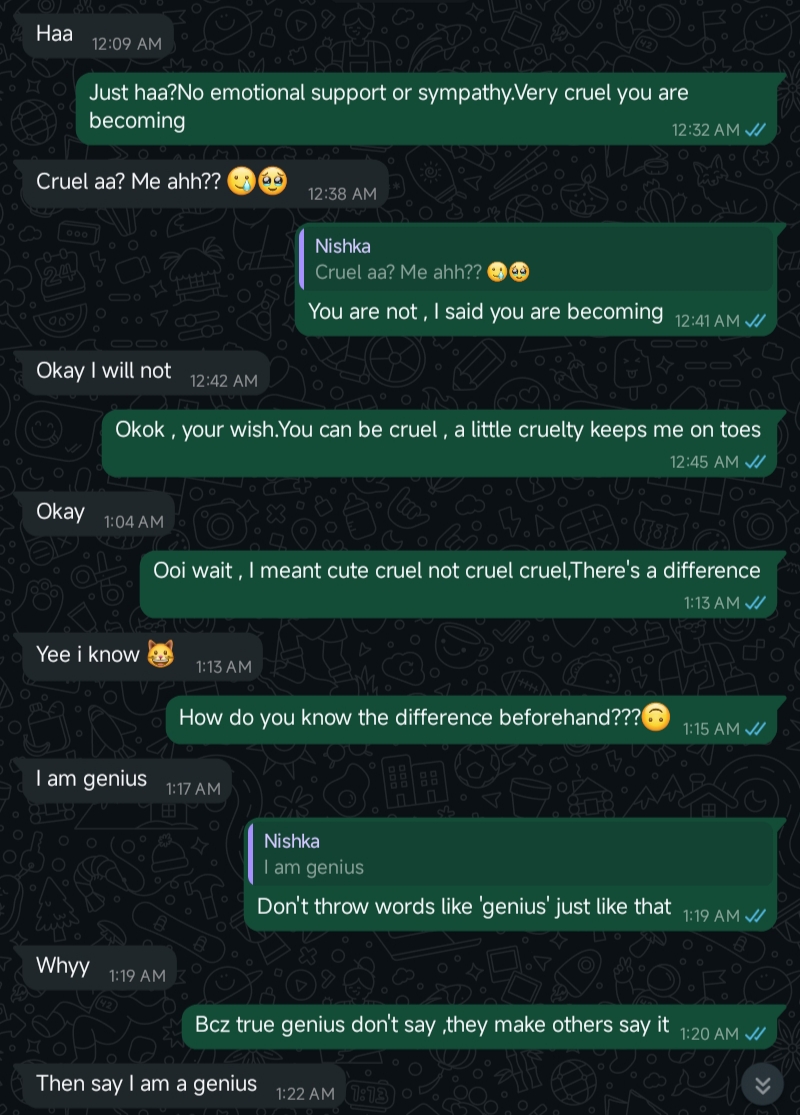 Haa 12:09 AM
Just haa?No emotional support or sympathy.Very cruel you are
becoming 12:32 AM
Cruel aa? Me ahh?? 🥲🥹 12:38 AM
Nishka
Cruel aa? Me ahh?? 🥲🥹
You are not , I said you are becoming 12:41 AM
Okay I will not 12:42 AM
Okok , your wish.You can be cruel , a little cruelty keeps me on toes
12:45 AM
Okay 1:04 AM
Ooi wait , I meant cute cruel not cruel cruel,There's a difference
1:13 AM
Yee i know 😸 1:13 AM
How do you know the difference beforehand???🙃 1:15 AM
I am genius 1:17 AM
Nishka
I am genius
Don't throw words like 'genius' just like that 1:19 AM
Whyy 1:19 AM
Bcz true genius don't say ,they make others say it 1:20 AM
Then say I am a genius 1:22 AM